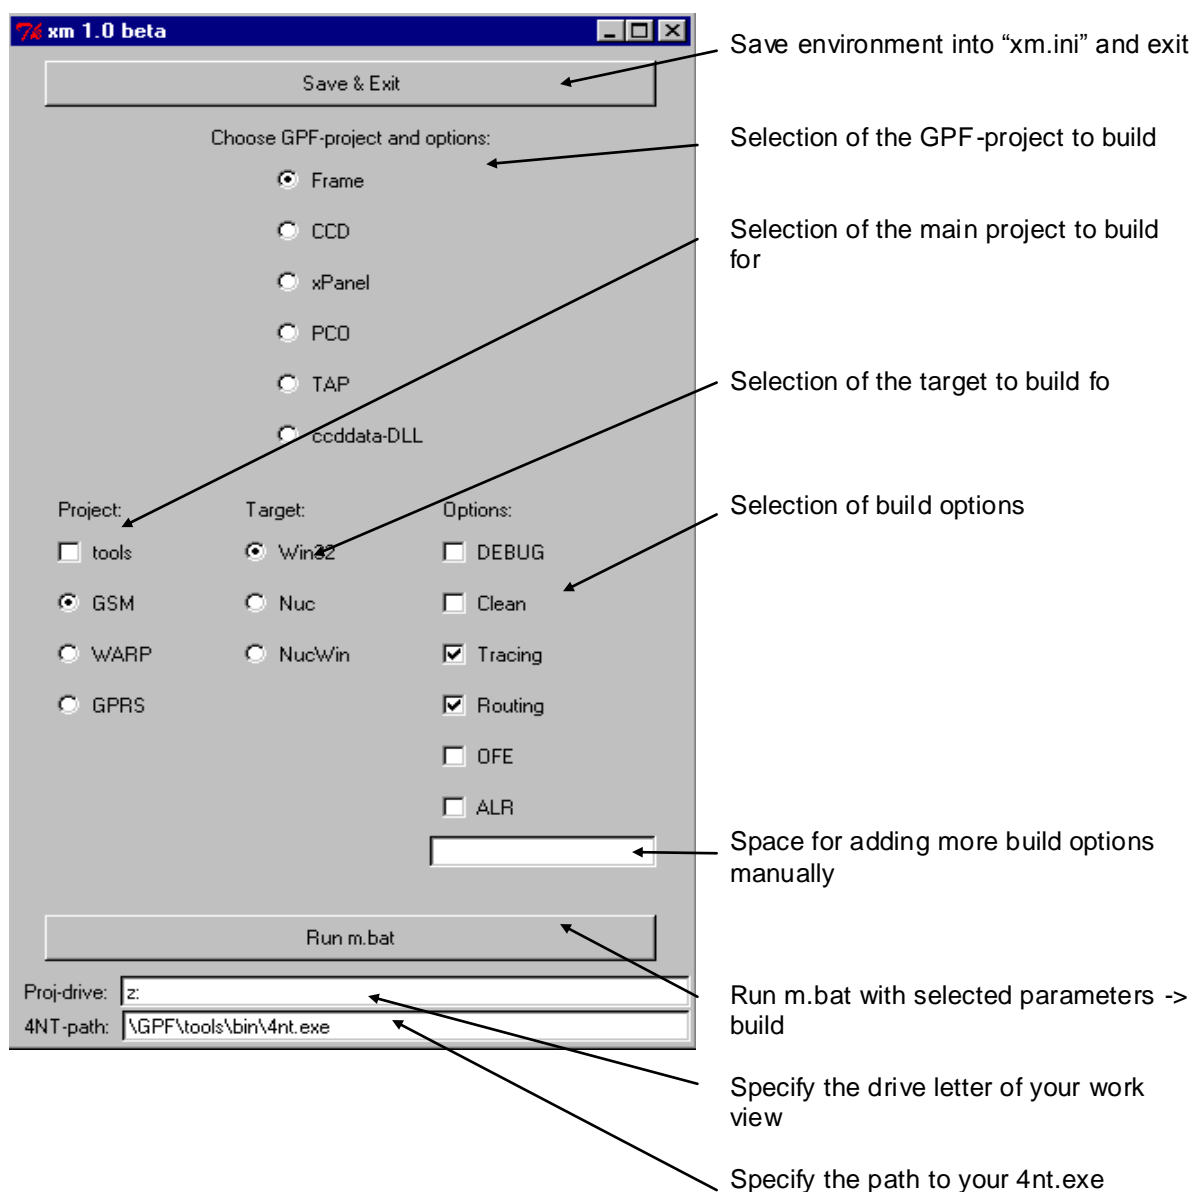 xm 1.0 beta
Save & Exit
Choose GPF-project and options:
Frame
CCD
xPanel
PCO
TAP
ccddata-DLL
Project:
tools
GSM
WARP
GPRS
Target:
Win32
Nuc
NucWin
Options:
DEBUG
Clean
Tracing
Routing
OFE
ALR
Run m.bat
Proj-drive: z:
4NT-path: \GPF\tools\bin\4nt.exe
Save environment into “xm.ini” and exit
Selection of the GPF-project to build
Selection of the main project to build
for
Selection of the target to build fo
Selection of build options
Space for adding more build options
manually
Run m.bat with selected parameters ->
build
Specify the drive letter of your work
view
Specify the path to your 4nt.exe